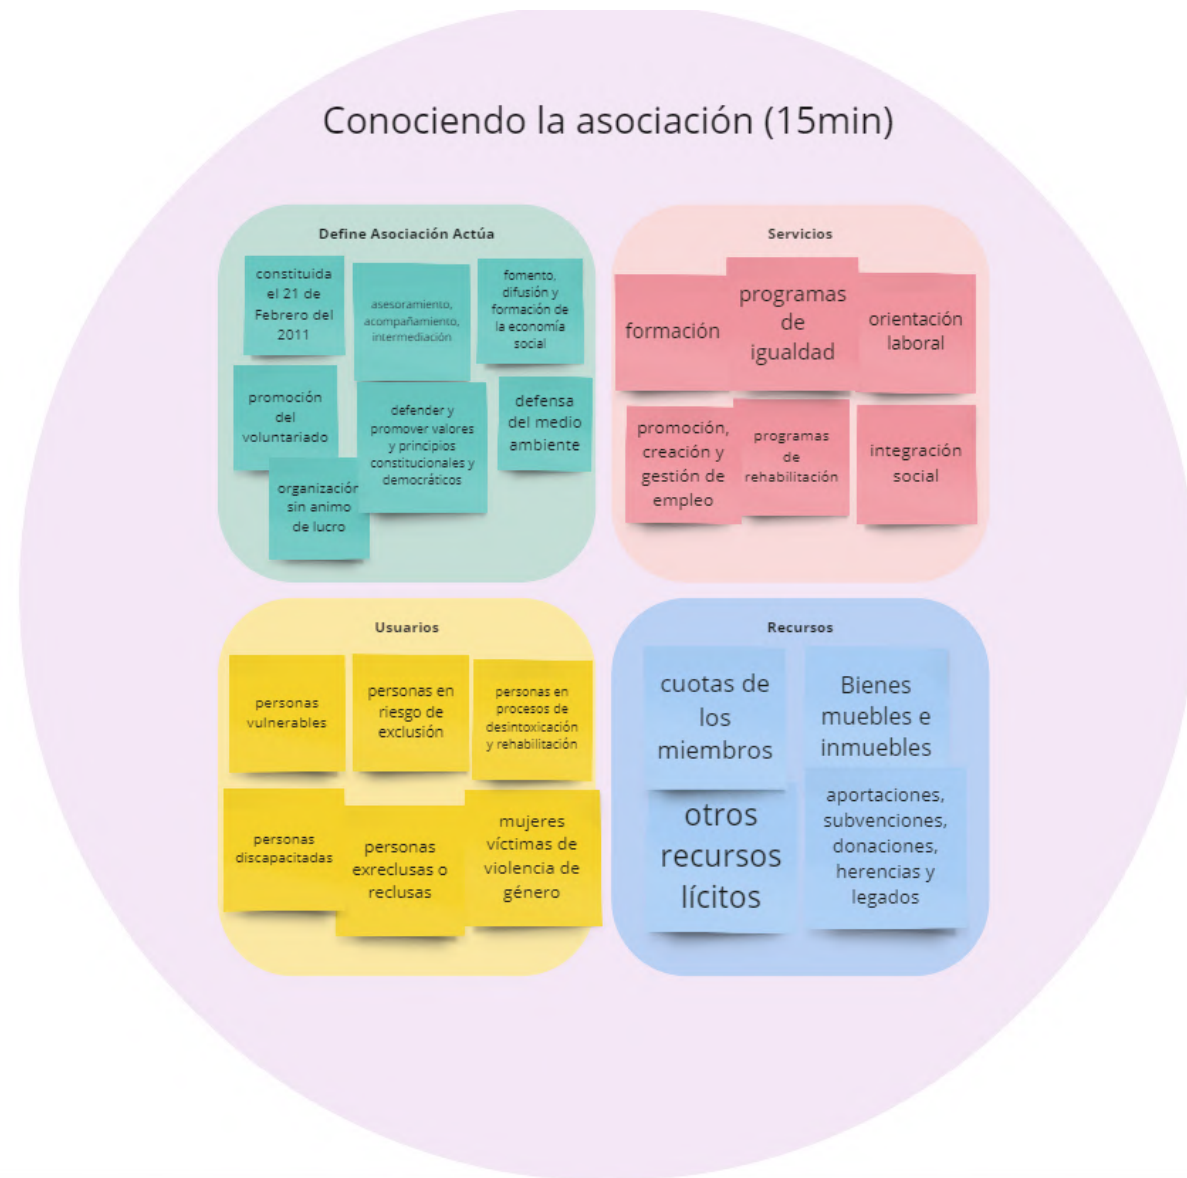 Conociendo la asociación (15min)
Define Asociación Actúa
constituida
el 21 de
Febrero del
2011
asesoramiento,
acompañamiento,
intermediación
fomento,
difusión y
formación de
la economía
social
promoción
del
voluntariado
defender y
promover valores
y principios
constitucionales y
democráticos
defensa
del medio
ambiente
organización
sin animo
de lucro
Servicios
formación
programas
de
igualdad
orientación
laboral
promoción,
creación y
gestión de
empleo
programas
de
rehabilitación
integración
social
Usuarios
personas
vulnerables
personas en
riesgo de
exclusión
personas en
procesos de
desintoxicación
y rehabilitación
personas
discapacitadas
personas
exreclusas o
reclusas
mujeres
víctimas de
violencia de
género
Recursos
cuotas de
los
miembros
Bienes
muebles e
inmuebles
otros
recursos
lícitos
aportaciones,
subvenciones,
donaciones,
herencias y
legados